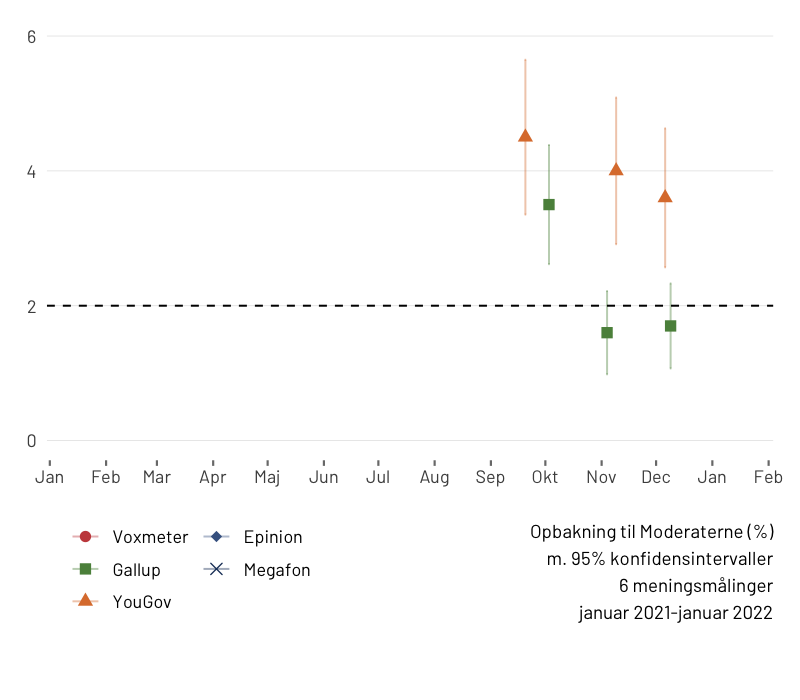 6
4
2
0
Jan Feb Mar Apr Maj Jun Jul Aug Sep Okt Nov Dec Jan Feb
Voxmeter Epinion
Gallup Megafon
YouGov
Opbakning til Moderaterne (%)
m. 95% konfidensintervaller
6 meningsmålinger
januar 2021-januar 2022